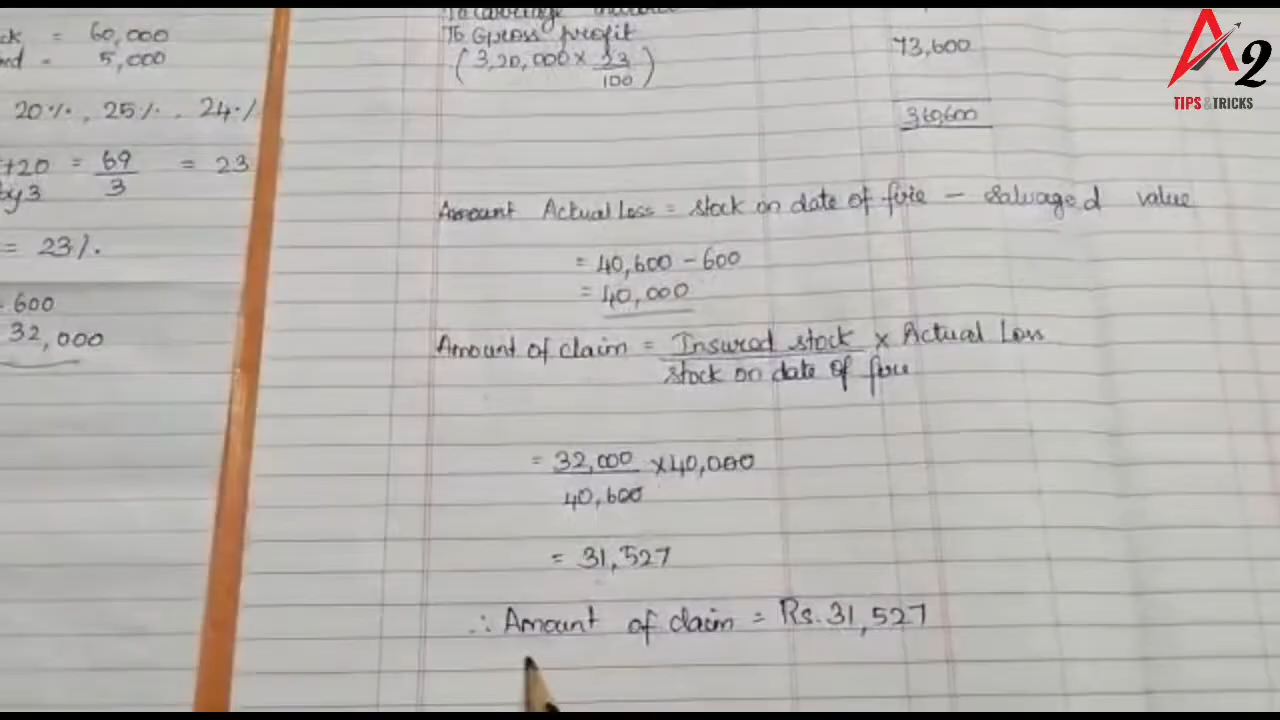 ck = 60,000
5,000
20%, 25%, 24%
+20 = 69/3 = 23
by 3
= 23%.
600
32,000
To Gross profit
(3,20,000 × 23/100)
73,600
360,600
Amount Actual Loss = stock on date of fire - salvaged value
= 40,600 - 600
= 40,000
Amount of claim = Insured stock × Actual Loss
stock on date of fire
= 32,000 × 40,000
40,600
= 31,527
∴ Amount of claim = Rs. 31,527
A2
TIPS & TRICKS